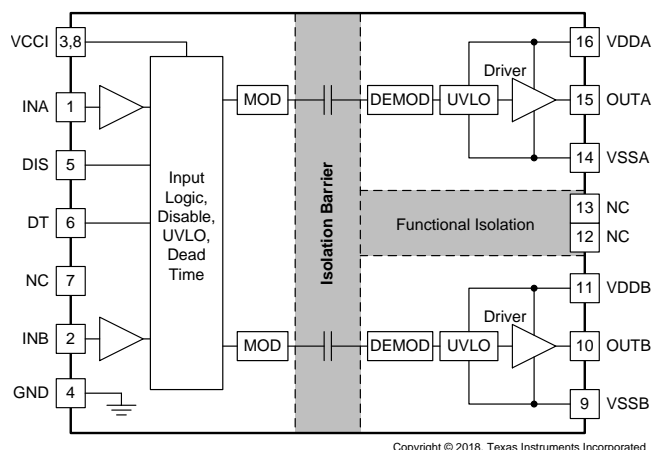 VCCI 3,8
INA 1
DIS 5
DT 6
NC 7
INB 2
GND 4
Input
Logic,
Disable,
UVLO,
Dead
Time
MOD
MOD
Isolation Barrier
DEMOD UVLO
Driver
16 VDDA
15 OUTA
14 VSSA
Functional Isolation
13 NC
12 NC
DEMOD UVLO
Driver
11 VDDB
10 OUTB
9 VSSB
Copyright © 2018, Texas Instruments Incorporated